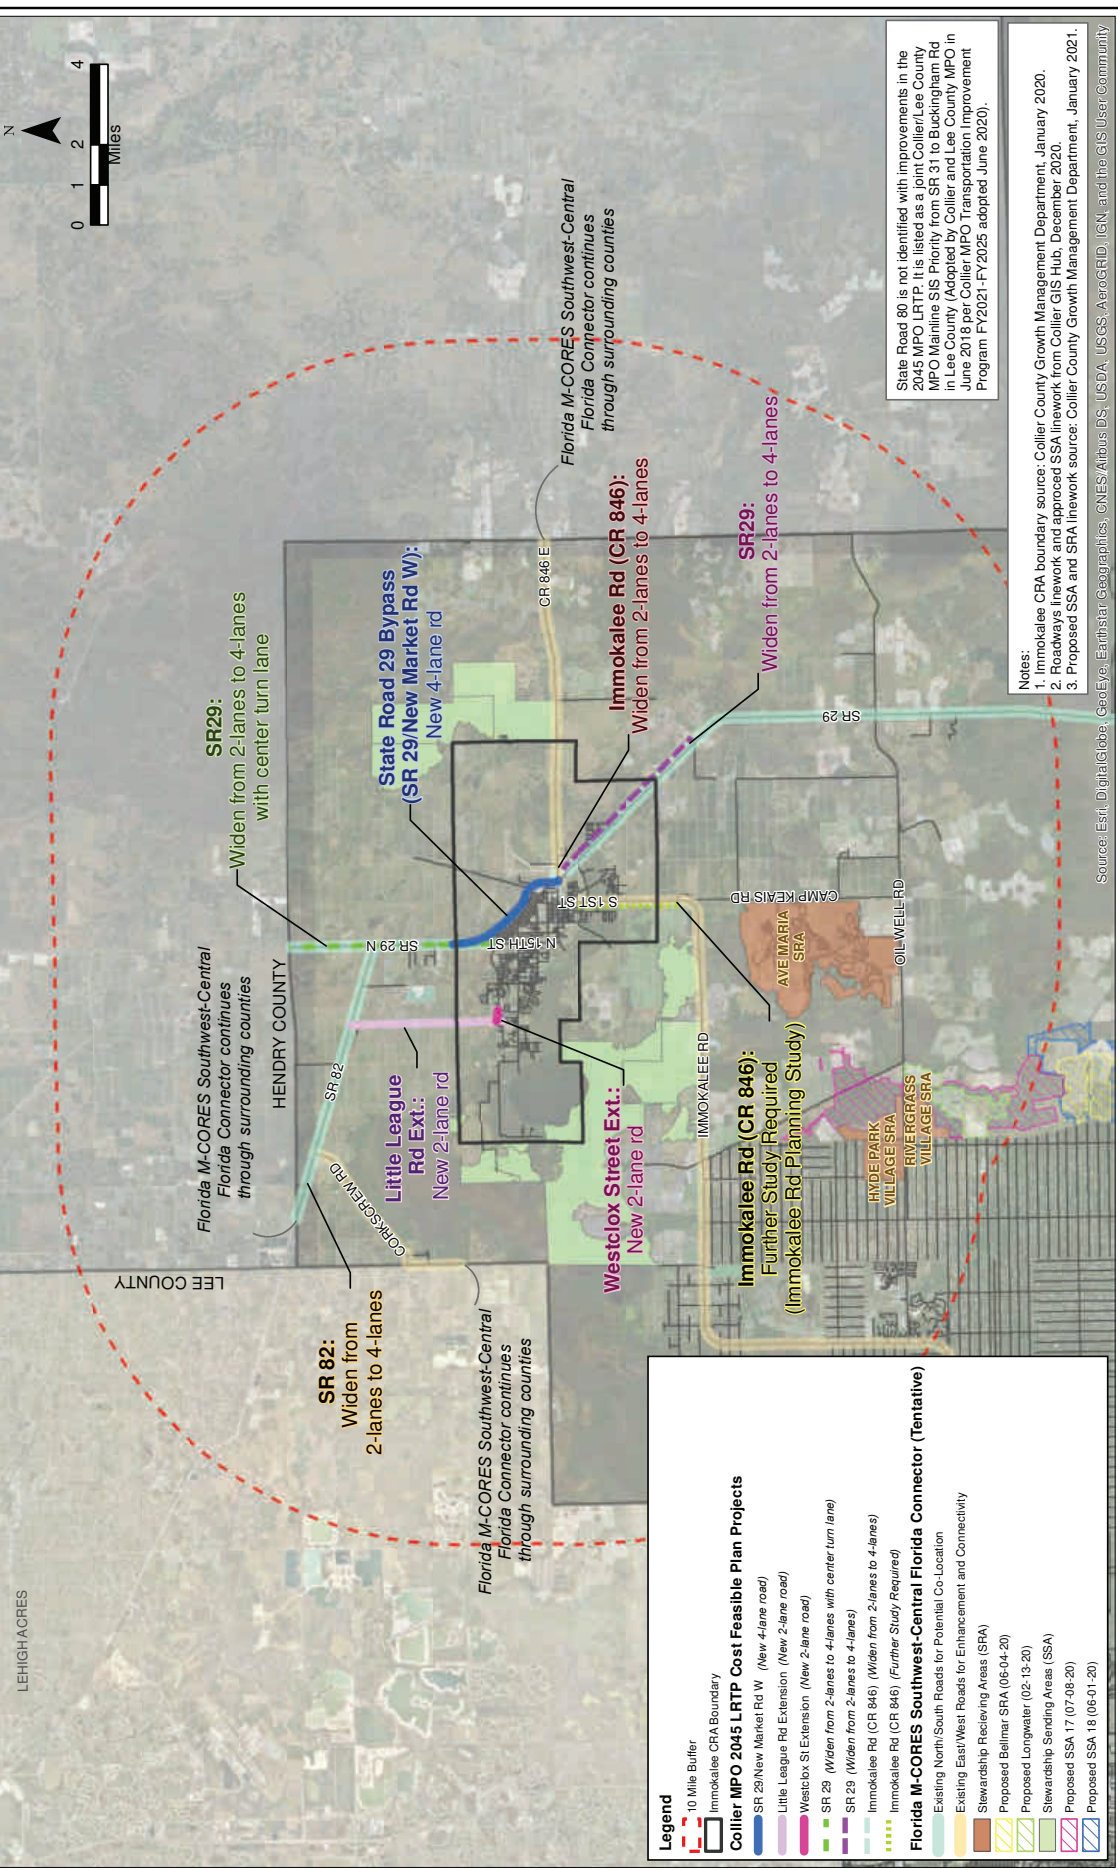 N
0 1 2 4
Miles
State Road 80 is not identified with improvements in the
2045 MPO LRTP. It is listed as a joint Collier/Lee County
MPO Mainline SIS Priority from SR 31 to Buckingham Rd
in Lee County (Adopted by Collier and Lee County MPO in
June 2018 per Collier MPO Transportation Improvement
Program FY2021-FY2025 adopted June 2020).
Notes:
1. Immokalee CRA boundary source: Collier County Growth Management Department, January 2020.
2. Roadways linework and approced SSA linework from Collier GIS Hub, December 2020.
3. Proposed SSA and SRA linework source: Collier County Growth Management Department, January 2021.
Source: Esri, DigitalGlobe, GeoEye, Earthstar Geographics, CNES/Airbus DS, USDA, USGS, AeroGRID, IGN, and the GIS User Community
Florida M-CORES Southwest-Central
Florida Connector continues
through surrounding counties
SR29:
Widen from 2-lanes to 4-lanes
with center turn lane
State Road 29 Bypass
(SR 29/New Market Rd W):
New 4-lane rd
CR 846 E
Immokalee Rd (CR 846):
Widen from 2-lanes to 4-lanes
SR29:
Widen from 2-lanes to 4-lanes
SR 29
Florida M-CORES Southwest-Central
Florida Connector continues
through surrounding counties
HENDRY COUNTY
SR 29 N
N 15TH ST
S 1ST ST
CAMP KEAIS RD
OIL WELL RD
AVE MARIA
SRA
SR 82
Little League
Rd Ext.:
New 2-lane rd
CORKSCREW RD
LEE COUNTY
Westclox Street Ext.:
New 2-lane rd
IMMOKALEE RD
Immokalee Rd (CR 846):
Further Study Required
(Immokalee Rd Planning Study)
HYDE PARK
VILLAGE SRA
RIVERGRASS
VILLAGE SRA
SR 82:
Widen from
2-lanes to 4-lanes
Florida M-CORES Southwest-Central
Florida Connector continues
through surrounding counties
LEHIGH ACRES
Legend
10 Mile Buffer
Immokalee CRA Boundary
Collier MPO 2045 LRTP Cost Feasible Plan Projects
SR 29/New Market Rd W (New 4-lane road)
Little League Rd Extension (New 2-lane road)
Westclox St Extension (New 2-lane road)
SR 29 (Widen from 2-lanes to 4-lanes with center turn lane)
SR 29 (Widen from 2-lanes to 4-lanes)
Immokalee Rd (CR 846) (Widen from 2-lanes to 4-lanes)
Immokalee Rd (CR 846) (Further Study Required)
Florida M-CORES Southwest-Central Florida Connector (Tentative)
Existing North/South Roads for Potential Co-Location
Existing East/West Roads for Enhancement and Connectivity
Stewardship Recieving Areas (SRA)
Proposed Bellmar SRA (06-04-20)
Proposed Longwater (02-13-20)
Stewardship Sending Areas (SSA)
Proposed SSA 17 (07-08-20)
Proposed SSA 18 (06-01-20)